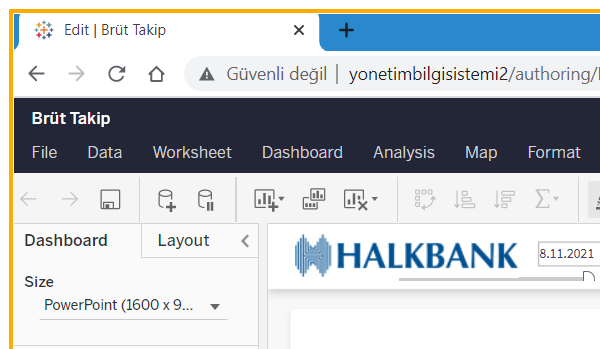 Edit | Brüt Takip
Güvenli değil | yonetimbilgisistemi2/authoring/
Brüt Takip
File Data Worksheet Dashboard Analysis Map Format
Dashboard Layout
HALKBANK 8.11.2021
Size
PowerPoint (1600 x 9...